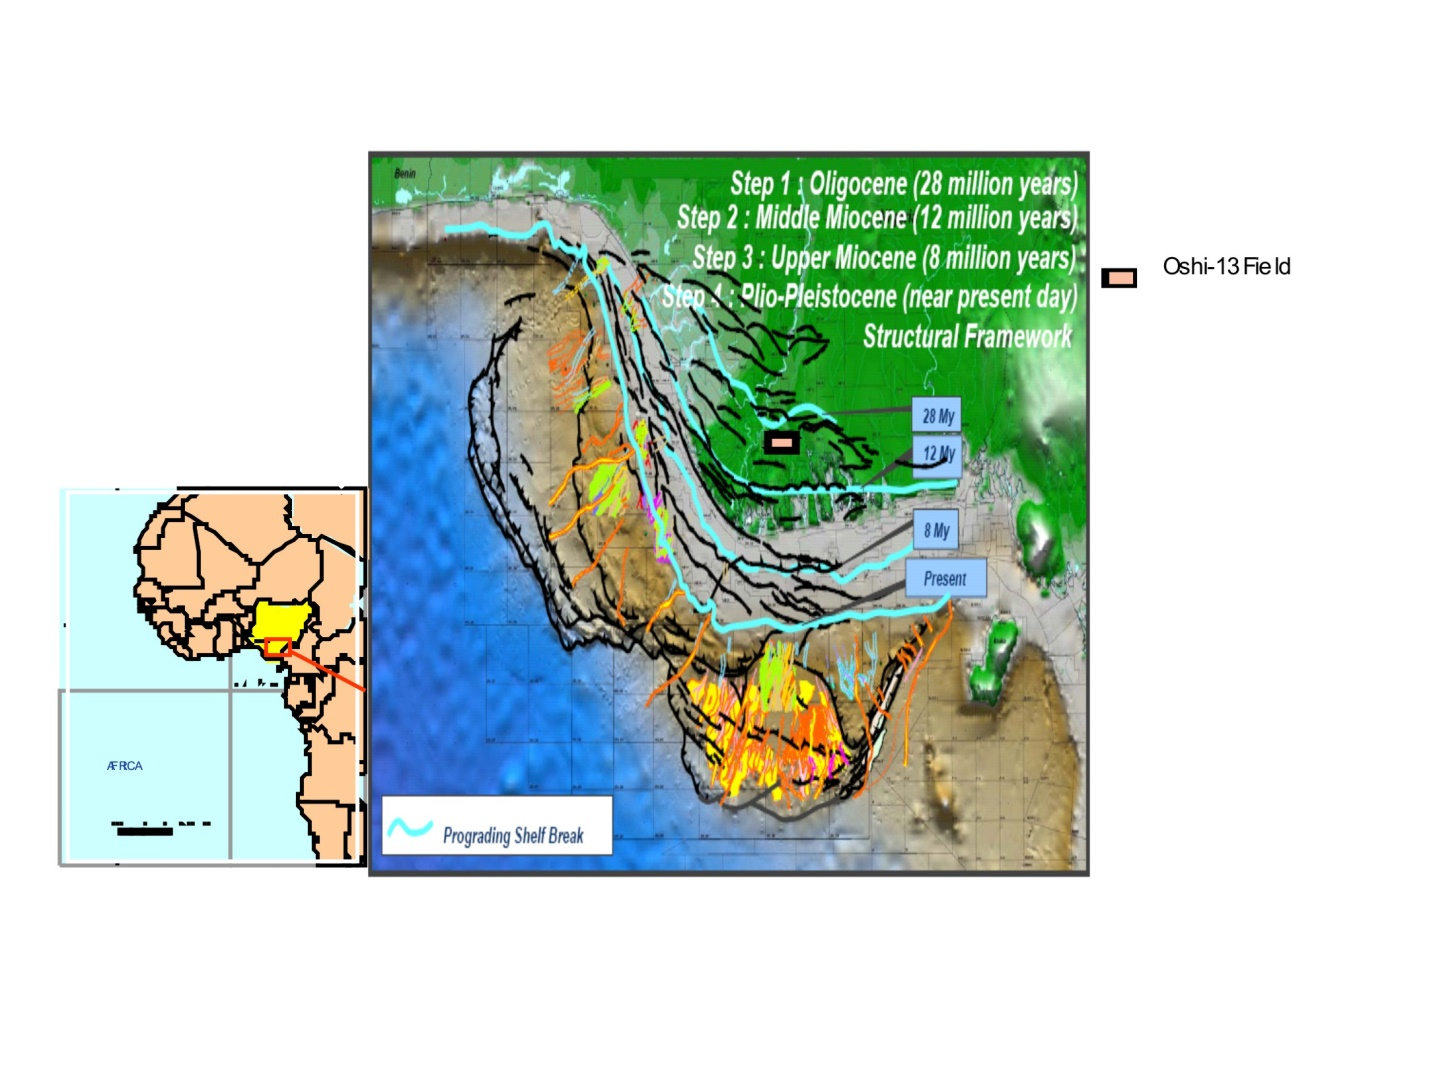 Benin
Step 1 : Oligocene (28 million years)
Step 2 : Middle Miocene (12 million years)
Step 3 : Upper Miocene (8 million years)
Step 4 : Plio-Pleistocene (near present day)
Structural Framework
Oshi-13 Field
28 My
12 My
8 My
Present
AFRICA
Prograding Shelf Break